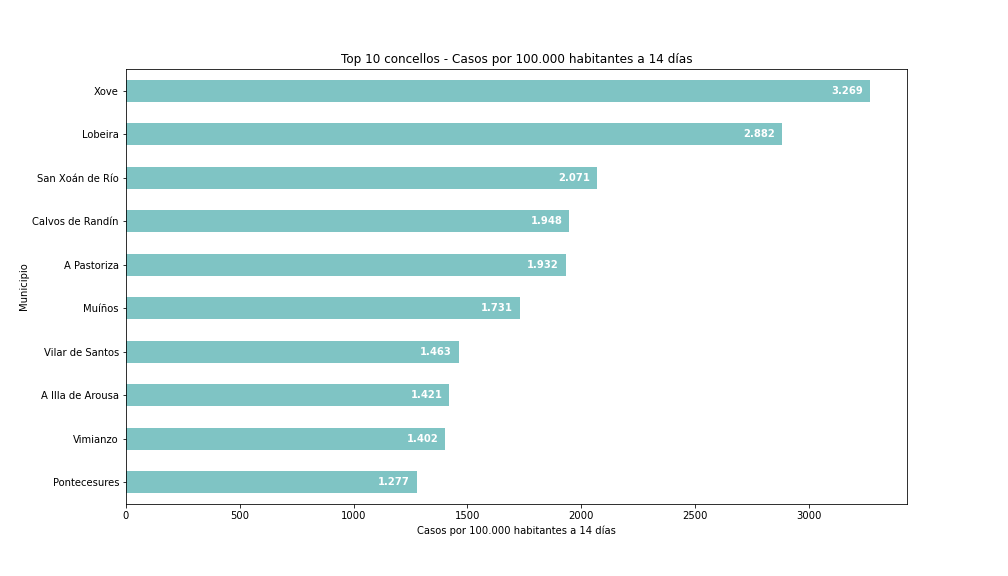 Top 10 concellos - Casos por 100.000 habitantes a 14 días
Municipio
Xove 3.269
Lobeira 2.882
San Xoán de Río 2.071
Calvos de Randín 1.948
A Pastoriza 1.932
Muíños 1.731
Vilar de Santos 1.463
A Illa de Arousa 1.421
Vimianzo 1.402
Pontecesures 1.277
0 500 1000 1500 2000 2500 3000
Casos por 100.000 habitantes a 14 días